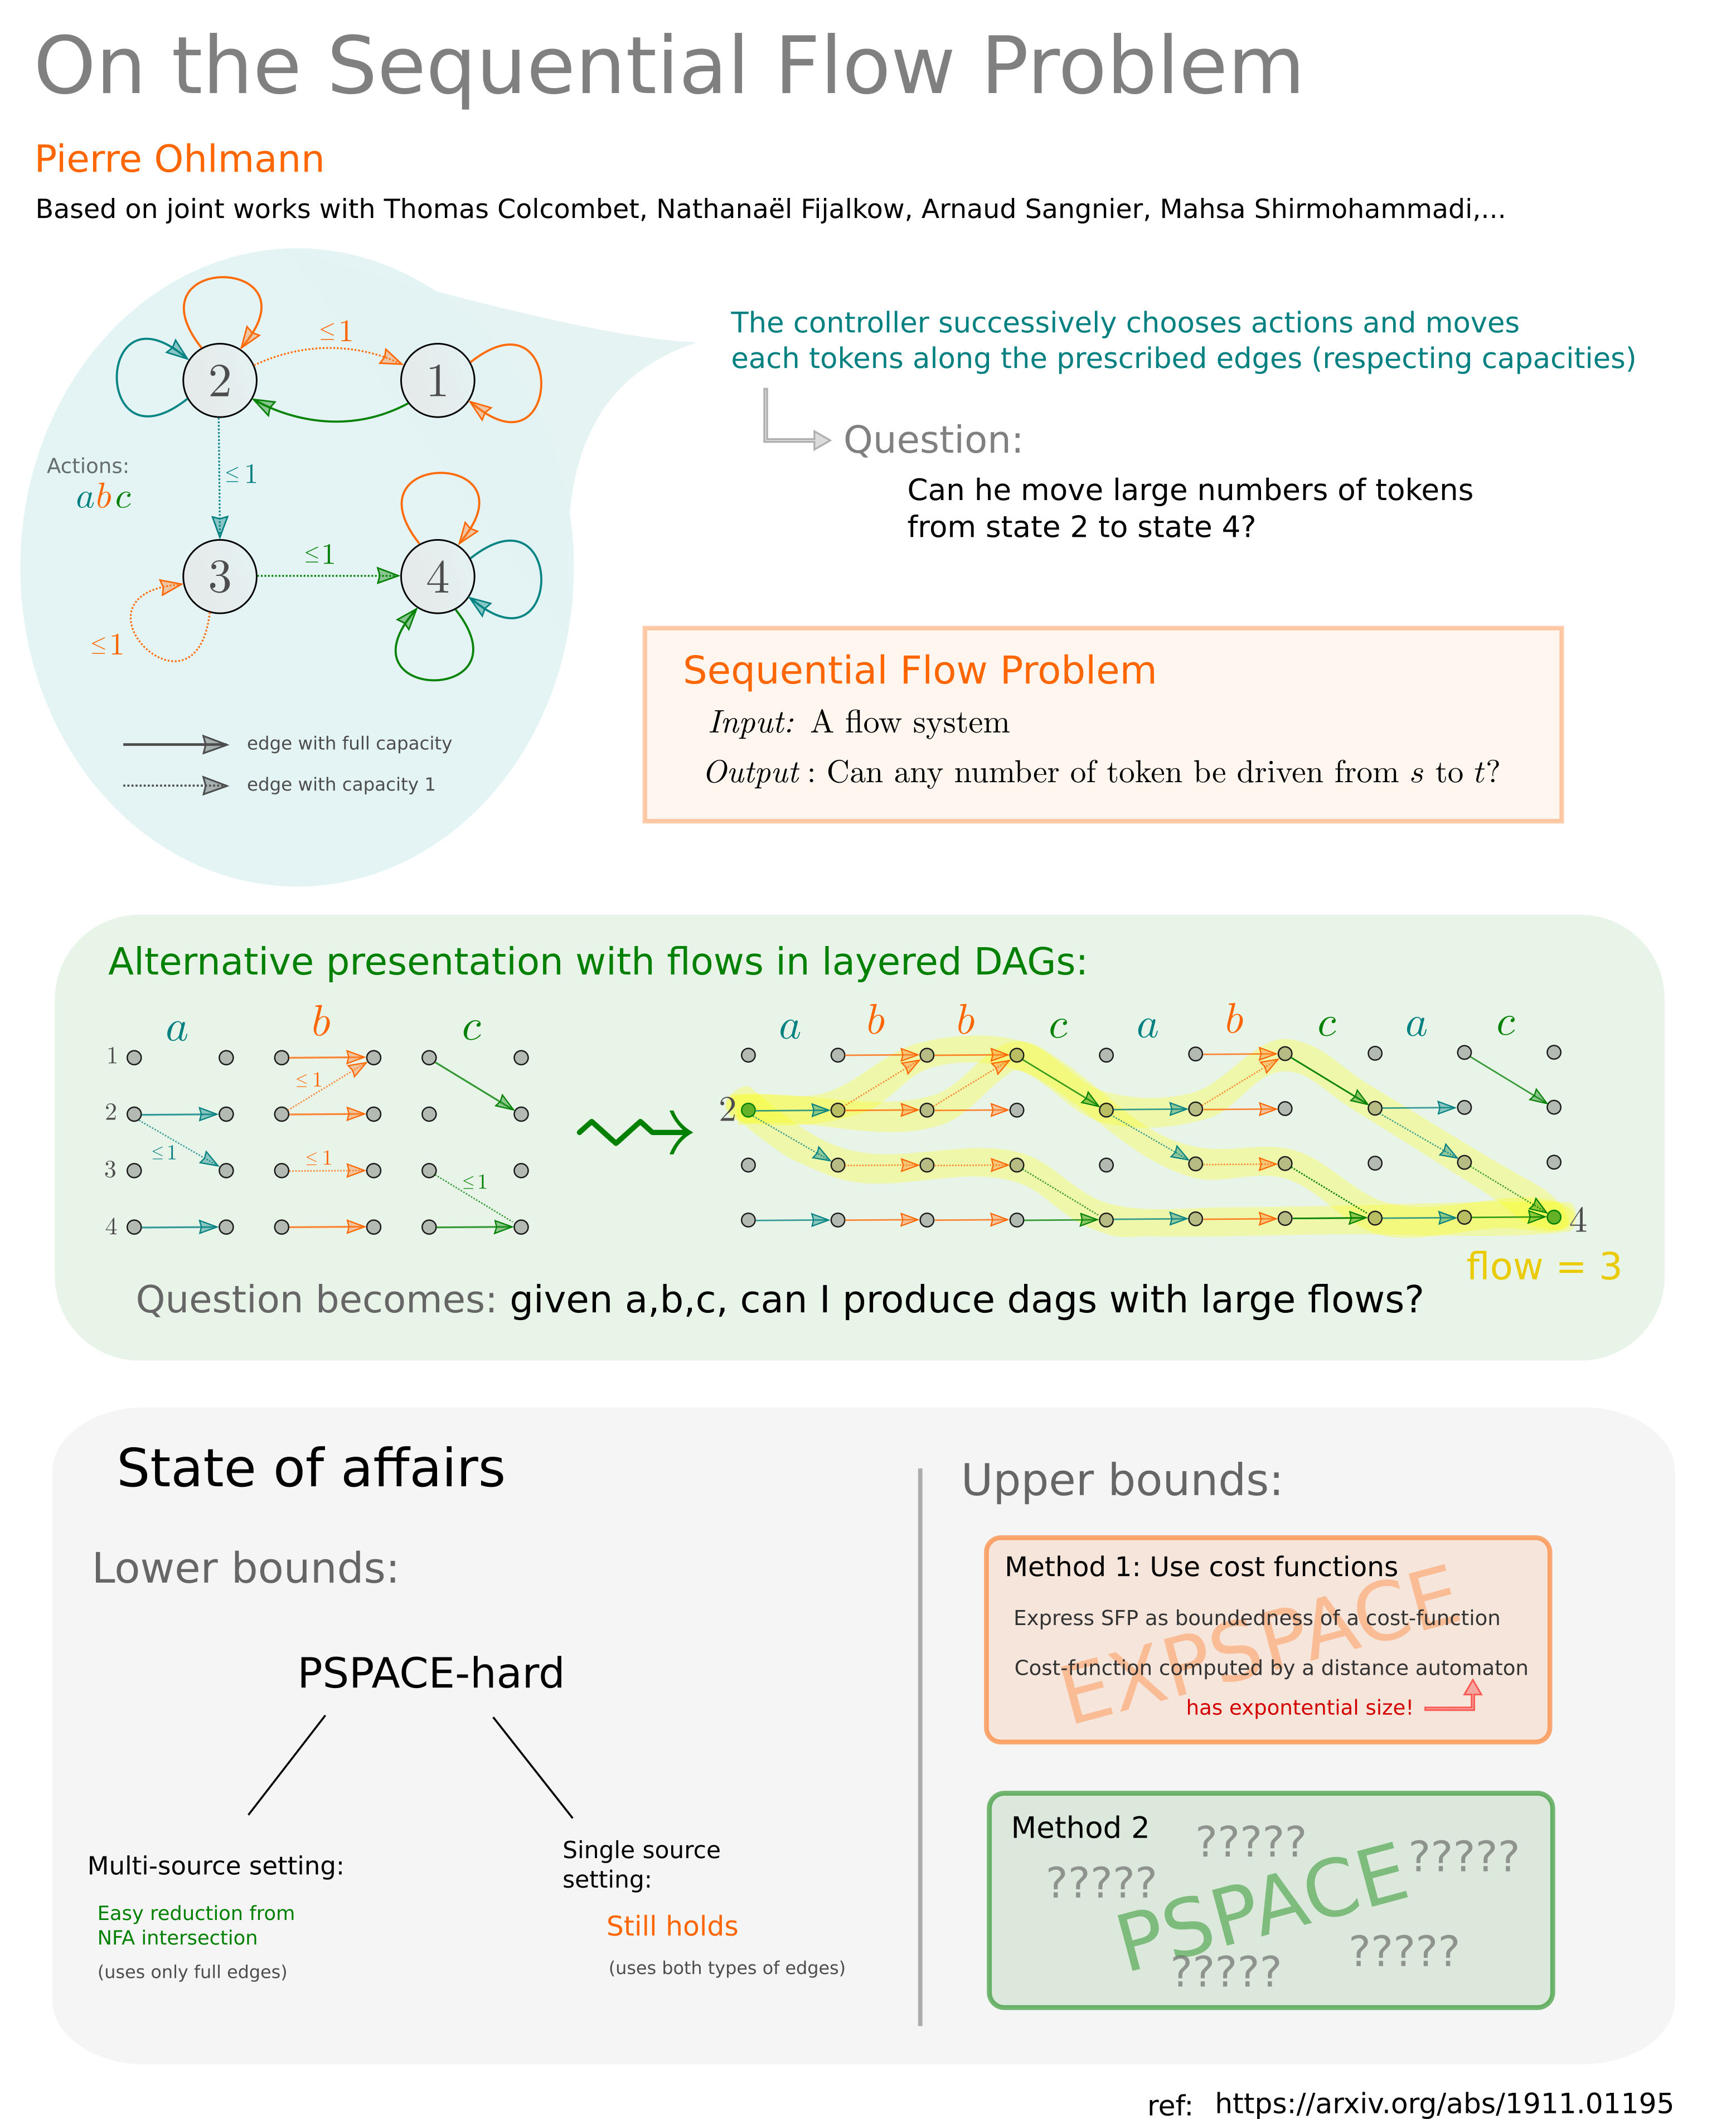 On the Sequential Flow Problem
Pierre Ohlmann
Based on joint works with Thomas Colcombet, Nathanaël Fijalkow, Arnaud Sangnier, Mahsa Shirmohammadi,...
≤1
2
1
≤1
Actions:
a b c
3
≤1
4
≤1
edge with full capacity
edge with capacity 1
The controller successively chooses actions and moves
each tokens along the prescribed edges (respecting capacities)
Question:
Can he move large numbers of tokens
from state 2 to state 4?
Sequential Flow Problem
Input: A flow system
Output : Can any number of token be driven from s to t?
Alternative presentation with flows in layered DAGs:
a b c
1
≤1
2
≤1
≤1
3
≤1
4
a b b c a b c a c
2
4
flow = 3
Question becomes: given a,b,c, can I produce dags with large flows?
State of affairs
Lower bounds:
PSPACE-hard
Multi-source setting:
Easy reduction from
NFA intersection
(uses only full edges)
Single source
setting:
Still holds
(uses both types of edges)
Upper bounds:
Method 1: Use cost functions
Express SFP as boundedness of a cost-function
Cost-function computed by a distance automaton
has expontential size!
EXPSPACE
Method 2
?????
?????
?????
PSPACE
?????
?????
ref: https://arxiv.org/abs/1911.01195